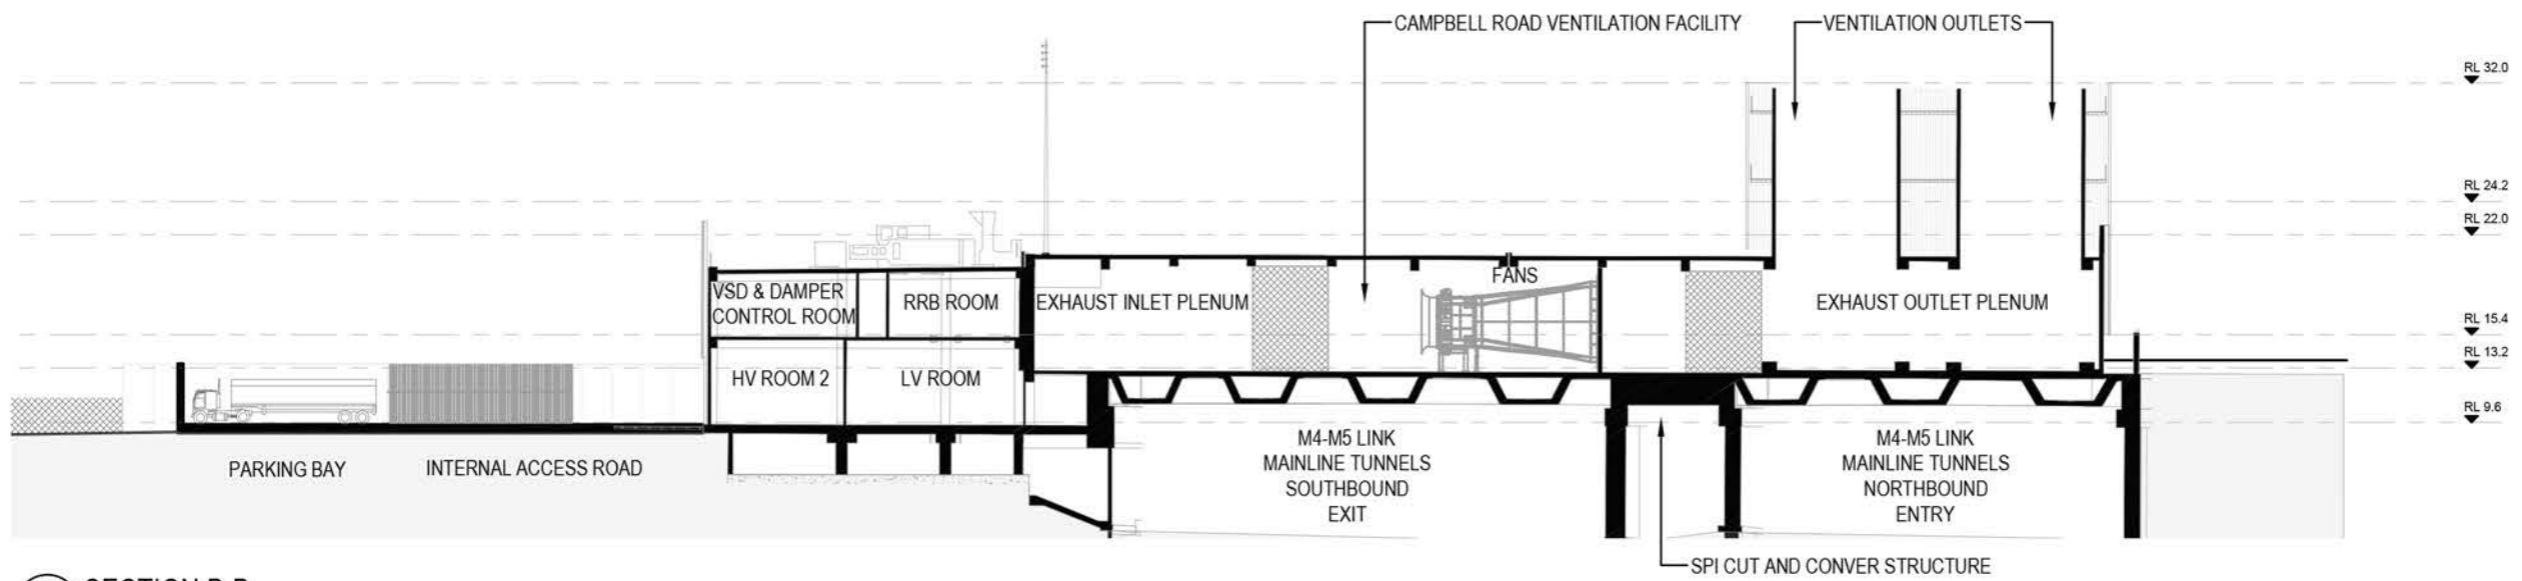 CAMPBELL ROAD VENTILATION FACILITY
VENTILATION OUTLETS
RL 32.0
RL 24.2
RL 22.0
FANS
VSD & DAMPER
CONTROL ROOM
RRB ROOM
EXHAUST INLET PLENUM
EXHAUST OUTLET PLENUM
RL 15.4
RL 13.2
HV ROOM 2
LV ROOM
RL 9.6
PARKING BAY
INTERNAL ACCESS ROAD
M4-M5 LINK
MAINLINE TUNNELS
SOUTHBOUND
EXIT
M4-M5 LINK
MAINLINE TUNNELS
NORTHBOUND
ENTRY
SPI CUT AND CONVER STRUCTURE